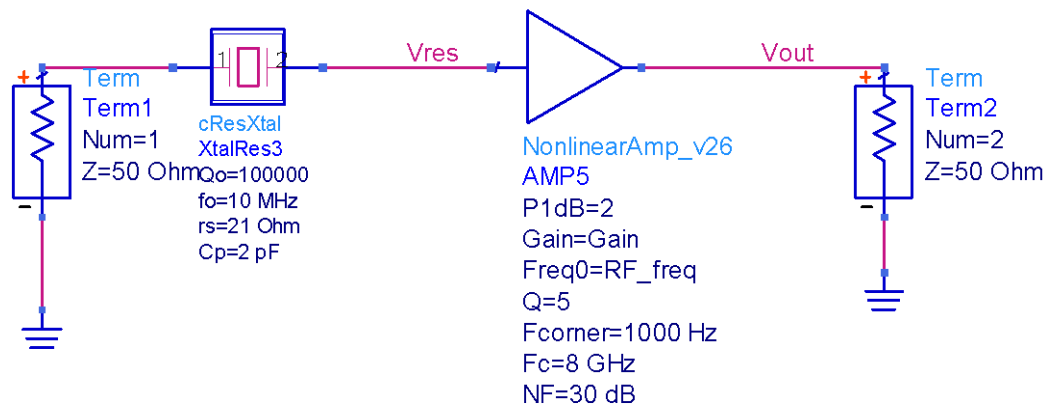 Vres
Vout
+
Term
Term1
Num=1
Z=50 Ohm
-
1 2
cResXtal
XtalRes3
Qo=100000
fo=10 MHz
rs=21 Ohm
Cp=2 pF
NonlinearAmp_v26
AMP5
P1dB=2
Gain=Gain
Freq0=RF_freq
Q=5
Fcorner=1000 Hz
Fc=8 GHz
NF=30 dB
+
Term
Term2
Num=2
Z=50 Ohm
-